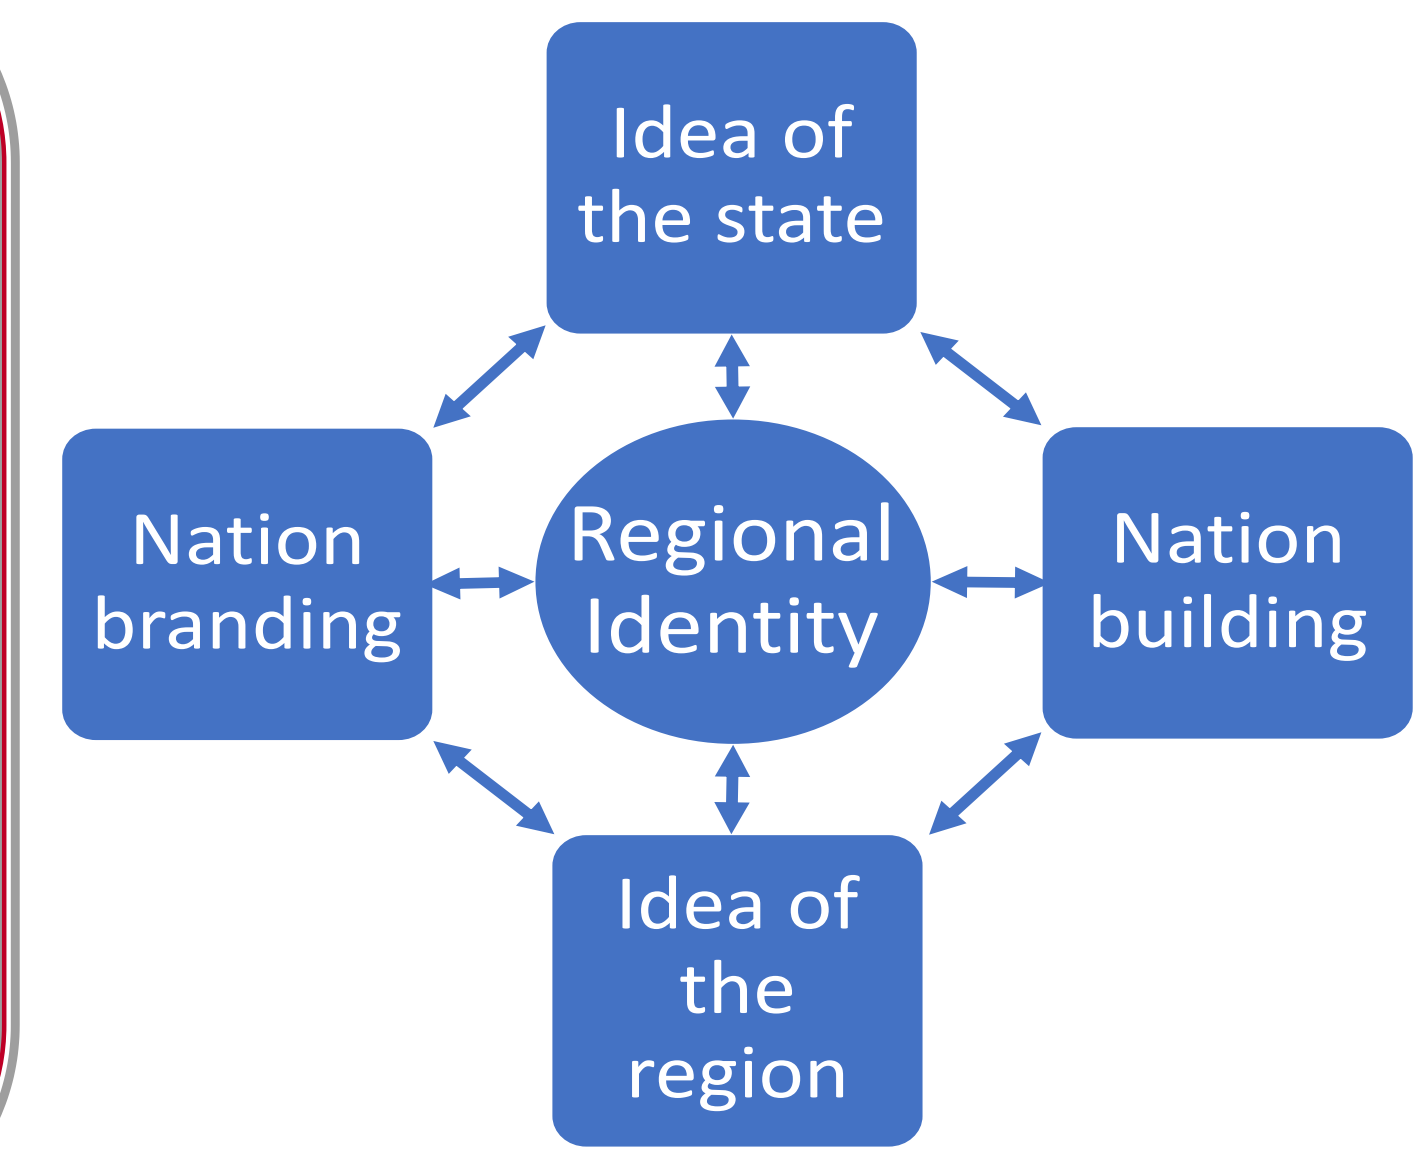 Idea of
the state
Nation
branding
Regional
Identity
Nation
building
Idea of
the
region